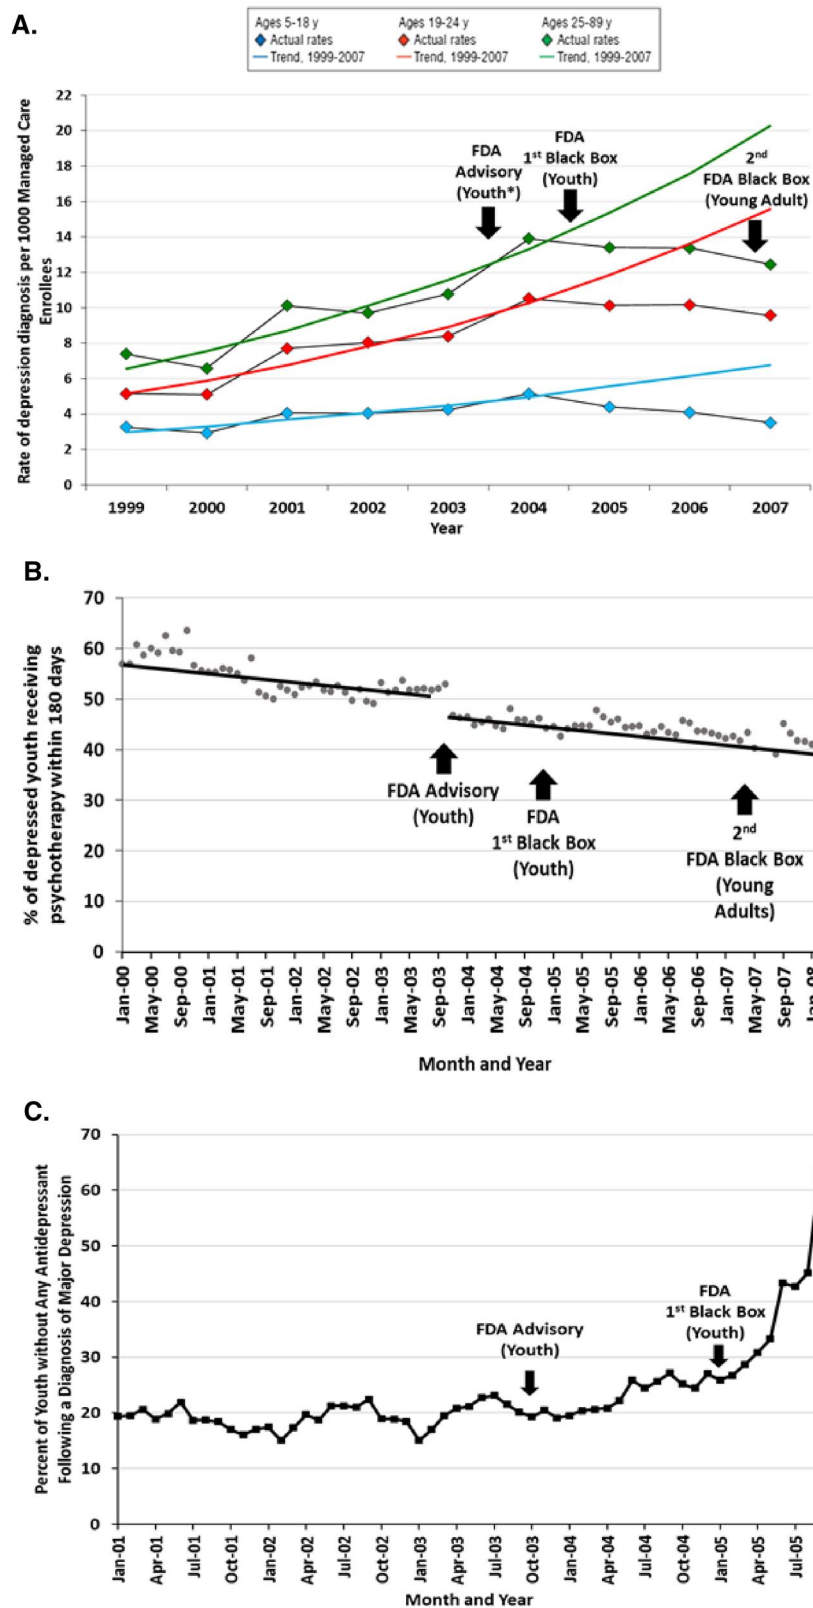 A.
Ages 5-18 y Ages 19-24 y Ages 25-89 y
Actual rates Actual rates Actual rates
Trend, 1999-2007 Trend, 1999-2007 Trend, 1999-2007
Rate of depression diagnosis per 1000 Managed Care
Enrollees
22
20
18
16
14
12
10
8
6
4
2
0
FDA
Advisory
(Youth*)
FDA
1st Black Box
(Youth)
2nd
FDA Black Box
(Young Adult)
1999 2000 2001 2002 2003 2004 2005 2006 2007
Year
B.
% of depressed youth receiving
psychotherapy within 180 days
70
60
50
40
30
20
10
0
FDA Advisory
(Youth)
FDA
1st Black Box
(Youth)
2nd
FDA Black Box
(Young
Adults)
Jan-00 May-00 Sep-00 Jan-01 May-01 Sep-01 Jan-02 May-02 Sep-02 Jan-03 May-03 Sep-03 Jan-04 May-04 Sep-04 Jan-05 May-05 Sep-05 Jan-06 May-06 Sep-06 Jan-07 May-07 Sep-07 Jan-08
Month and Year
C.
Percent of Youth without Any Antidepressant
Following a Diagnosis of Major Depression
70
60
50
40
30
20
10
0
FDA Advisory
(Youth)
FDA
1st Black Box
(Youth)
Jan-01 Apr-01 Jul-01 Oct-01 Jan-02 Apr-02 Jul-02 Oct-02 Jan-03 Apr-03 Jul-03 Oct-03 Jan-04 Apr-04 Jul-04 Oct-04 Jan-05 Apr-05 Jul-05
Month and Year